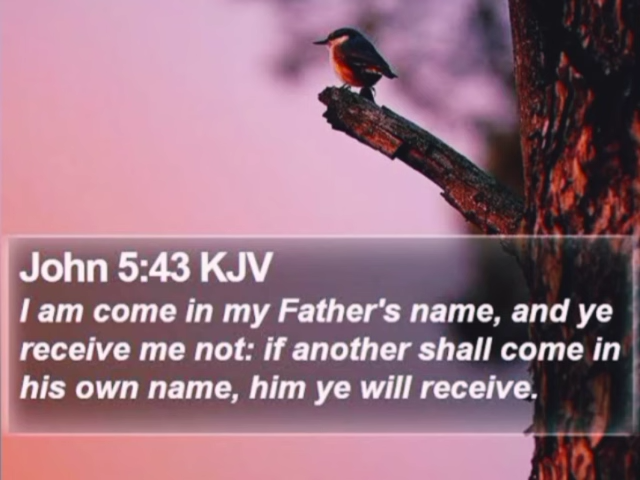 John 5:43 KJV
I am come in my Father's name, and ye
receive me not: if another shall come in
his own name, him ye will receive.